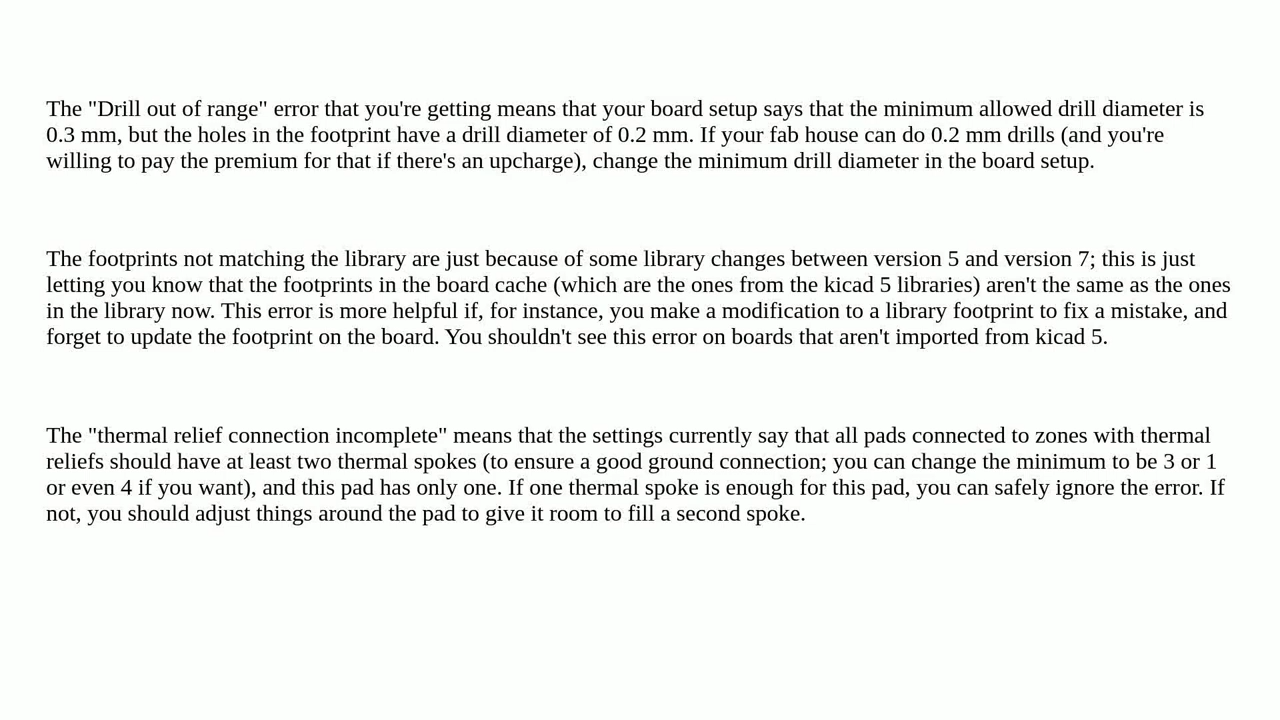 The "Drill out of range" error that you're getting means that your board setup says that the minimum allowed drill diameter is
0.3 mm, but the holes in the footprint have a drill diameter of 0.2 mm. If your fab house can do 0.2 mm drills (and you're
willing to pay the premium for that if there's an upcharge), change the minimum drill diameter in the board setup.
The footprints not matching the library are just because of some library changes between version 5 and version 7; this is just
letting you know that the footprints in the board cache (which are the ones from the kicad 5 libraries) aren't the same as the ones
in the library now. This error is more helpful if, for instance, you make a modification to a library footprint to fix a mistake, and
forget to update the footprint on the board. You shouldn't see this error on boards that aren't imported from kicad 5.
The "thermal relief connection incomplete" means that the settings currently say that all pads connected to zones with thermal
reliefs should have at least two thermal spokes (to ensure a good ground connection; you can change the minimum to be 3 or 1
or even 4 if you want), and this pad has only one. If one thermal spoke is enough for this pad, you can safely ignore the error. If
not, you should adjust things around the pad to give it room to fill a second spoke.